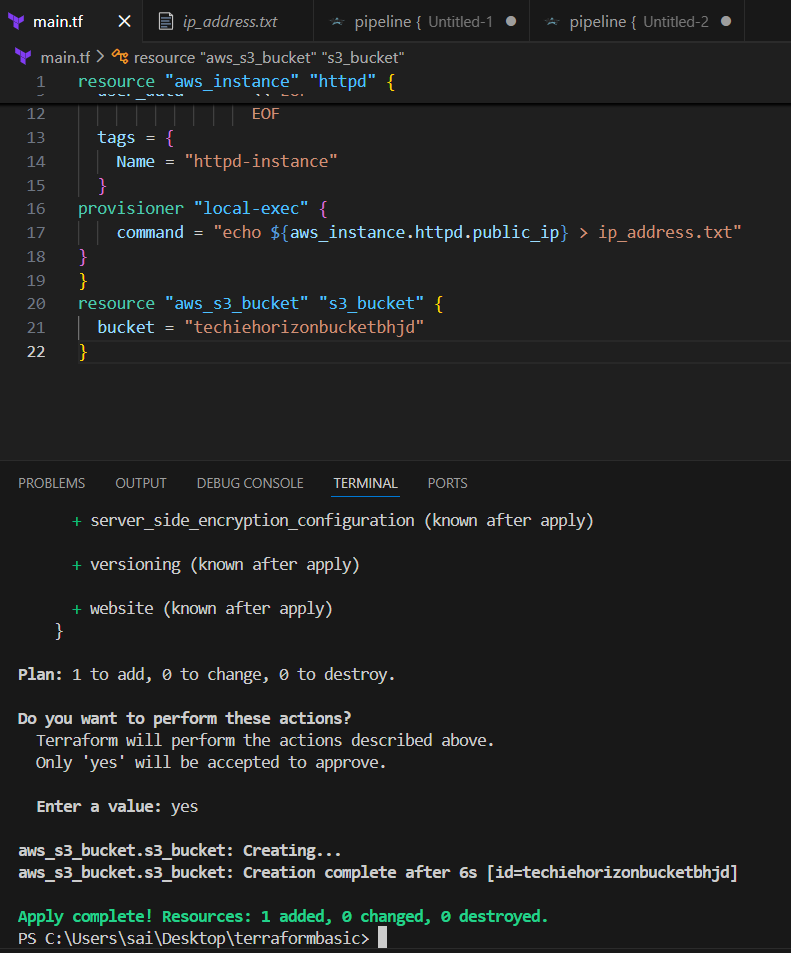 main.tf
ip_address.txt
pipeline { Untitled-1
pipeline { Untitled-2
main.tf > resource "aws_s3_bucket" "s3_bucket"
1 resource "aws_instance" "httpd" {
12 EOF
13 tags = {
14 Name = "httpd-instance"
15 }
16 provisioner "local-exec" {
17 command = "echo ${aws_instance.httpd.public_ip} > ip_address.txt"
18 }
19 }
20 resource "aws_s3_bucket" "s3_bucket" {
21 bucket = "techiehorizonbucketbhjd"
22 }
PROBLEMS OUTPUT DEBUG CONSOLE TERMINAL PORTS
+ server_side_encryption_configuration (known after apply)
+ versioning (known after apply)
+ website (known after apply)
}
Plan: 1 to add, 0 to change, 0 to destroy.
Do you want to perform these actions?
Terraform will perform the actions described above.
Only 'yes' will be accepted to approve.
Enter a value: yes
aws_s3_bucket.s3_bucket: Creating...
aws_s3_bucket.s3_bucket: Creation complete after 6s [id=techiehorizonbucketbhjd]
Apply complete! Resources: 1 added, 0 changed, 0 destroyed.
PS C:\Users\sai\Desktop\terraformbasic>